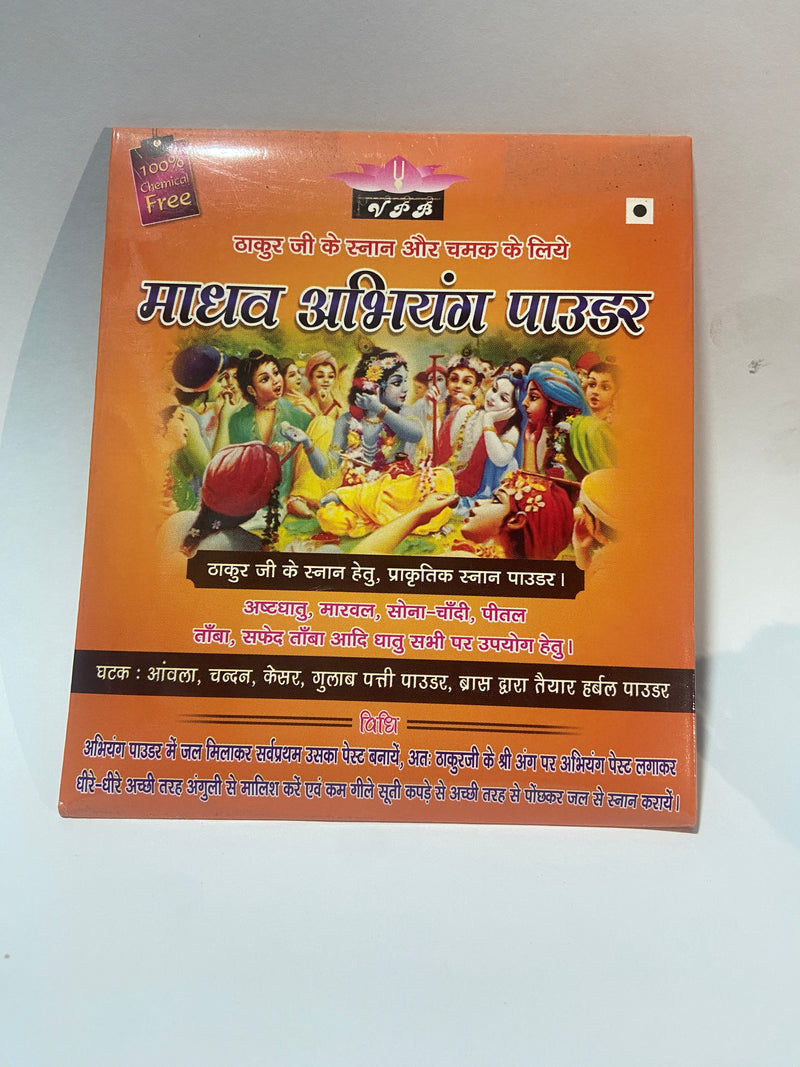 100%
Chemical
Free
VPB
ठाकुर जी के स्नान और चमक के लिये
माधव अभियंग पाउडर
ठाकुर जी के स्नान हेतु, प्राकृतिक स्नान पाउडर।
अष्टधातु, मारवल, सोना-चाँदी, पीतल
ताँबा, सफेद ताँबा आदि धातु सभी पर उपयोग हेतु।
घटक : आंवला, चन्दन, केसर, गुलाब पत्ती पाउडर, ब्रास द्वारा तैयार हर्बल पाउडर
विधि
अभियंग पाउडर में जल मिलाकर सर्वप्रथम उसका पेस्ट बनायें, अतः ठाकुरजी के श्री अंग पर अभियंग पेस्ट लगाकर
धीरे-धीरे अच्छी तरह अंगुली से मालिश करें एवं कम गीले सूती कपड़े से अच्छी तरह से पोंछकर जल से स्नान करायें।